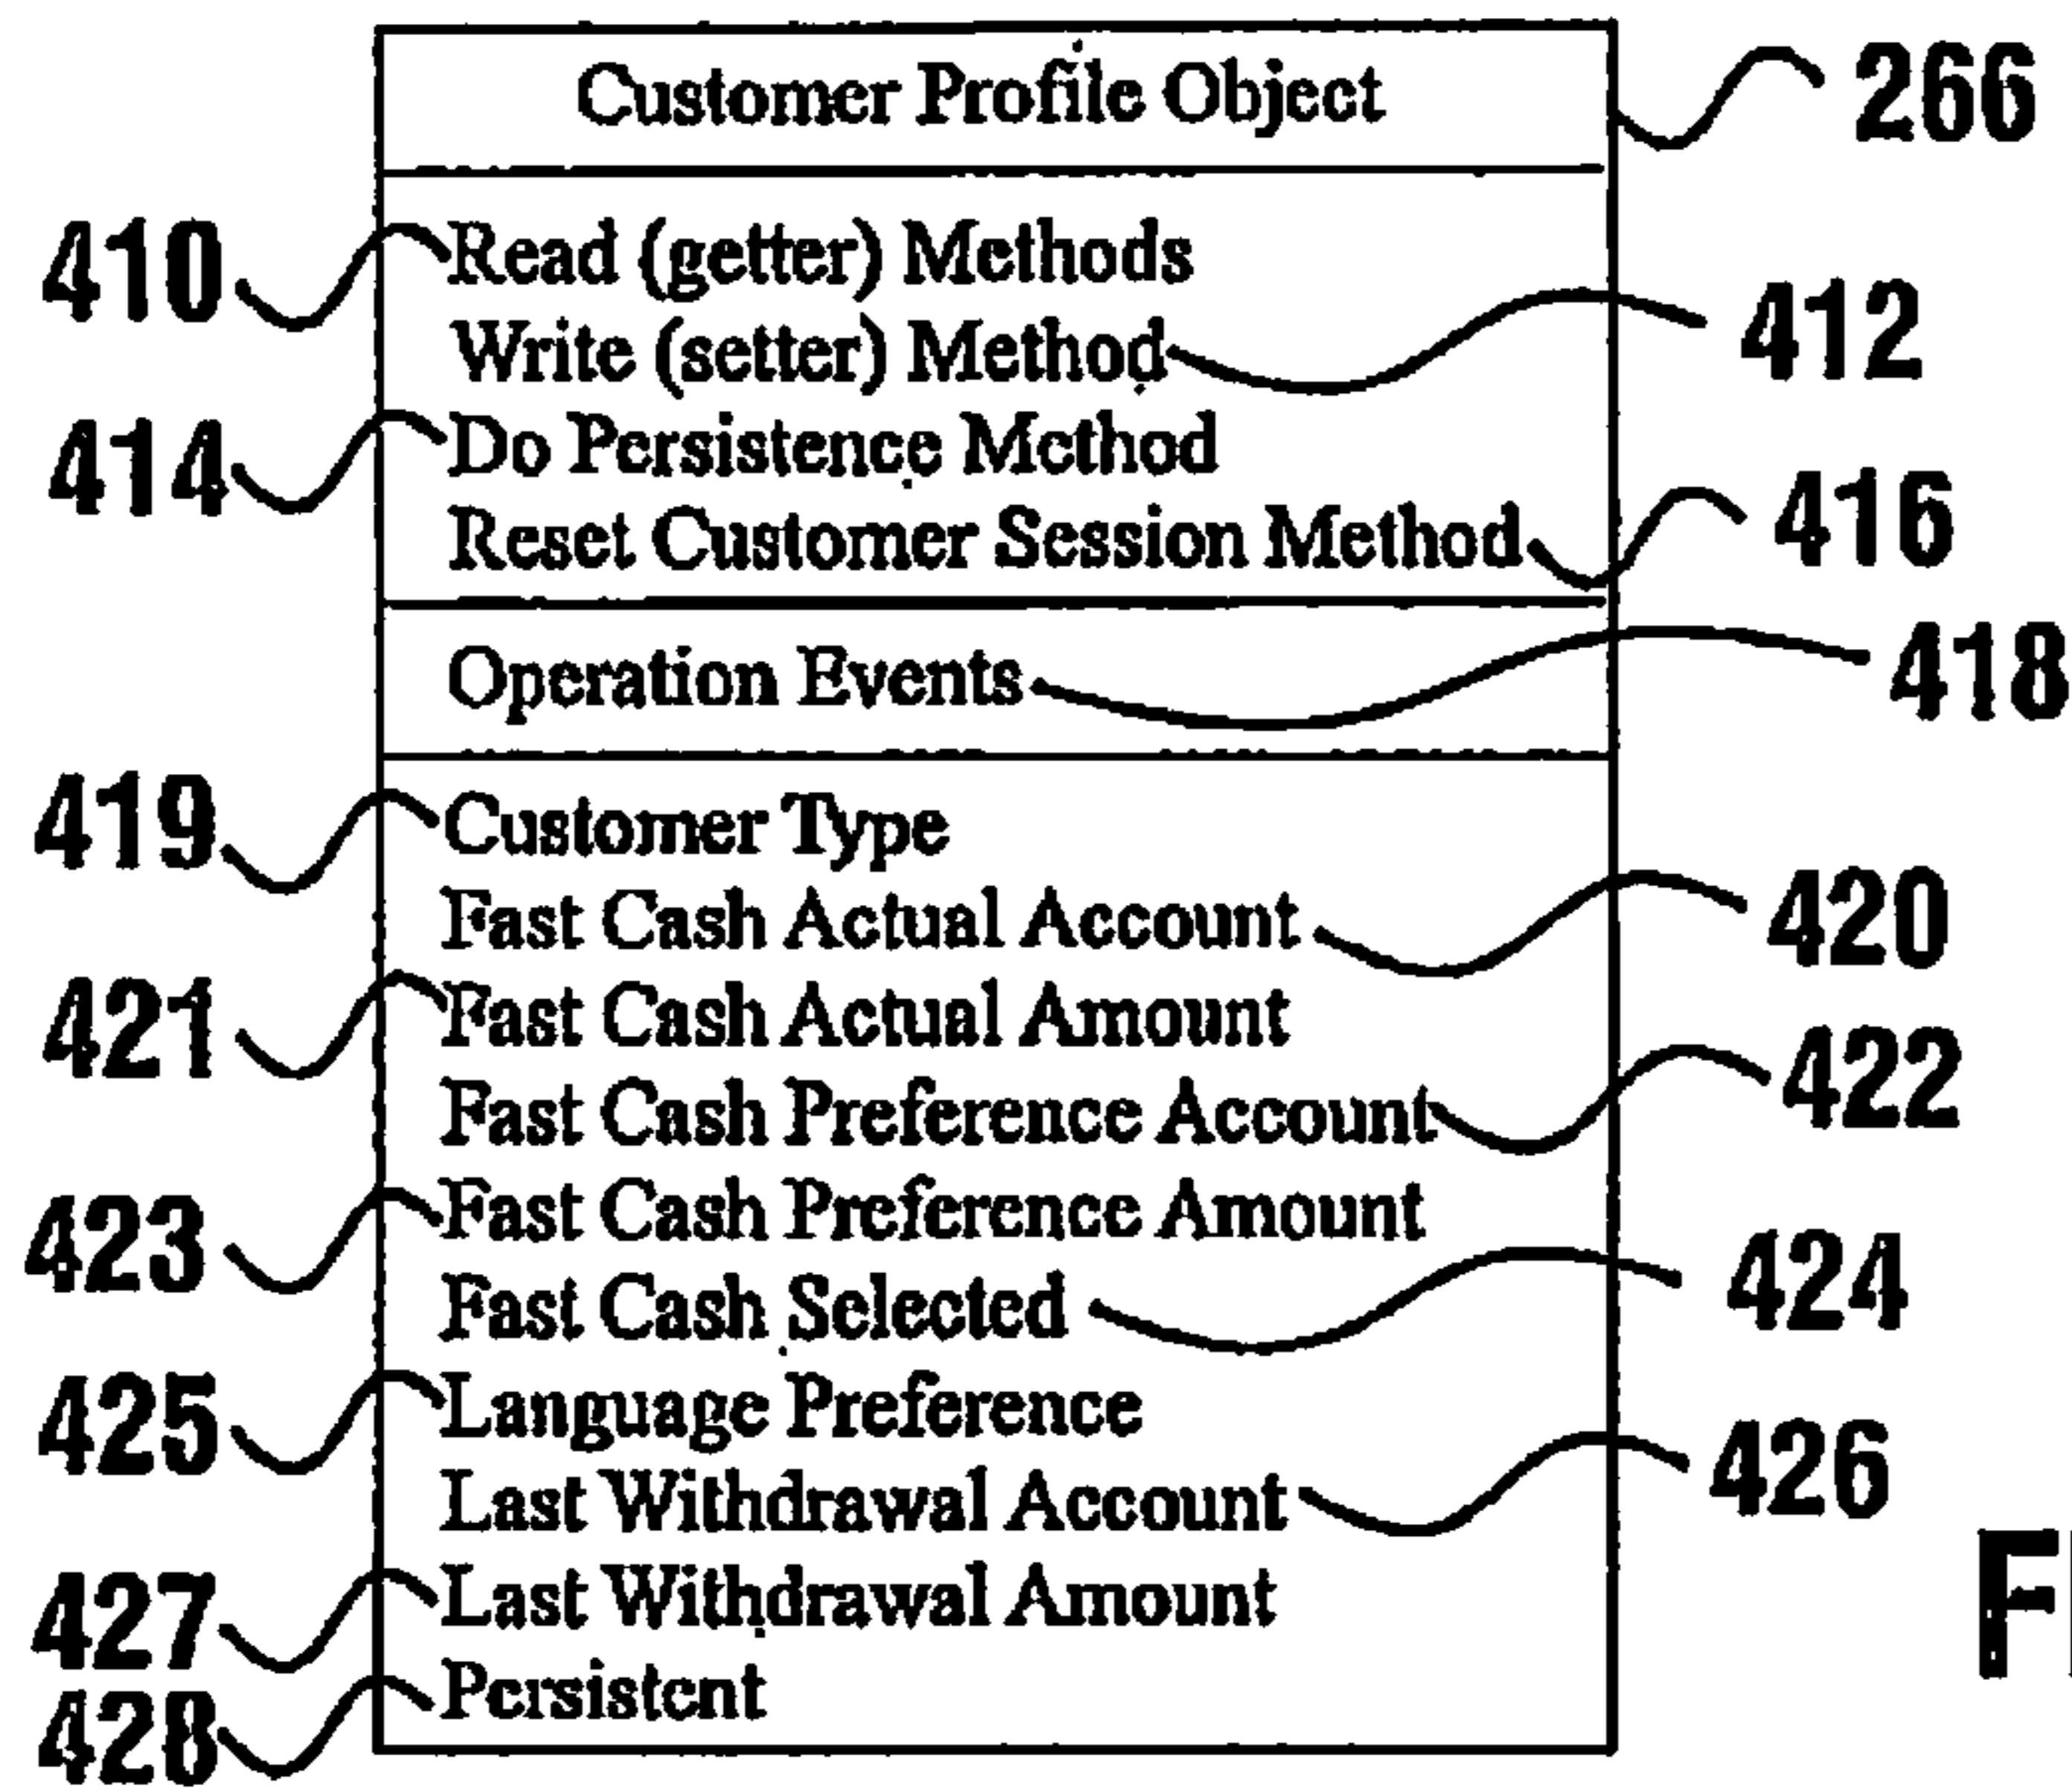 Customer Profile Object 266
410 Read (getter) Methods
Write (setter) Method 412
414 Do Persistence Method
Reset Customer Session Method 416
Operation Events 418
419 Customer Type
Fast Cash Actual Account 420
421 Fast Cash Actual Amount
Fast Cash Preference Account 422
423 Fast Cash Preference Amount
Fast Cash Selected 424
425 Language Preference
Last Withdrawal Account 426
427 Last Withdrawal Amount
428 Persistent